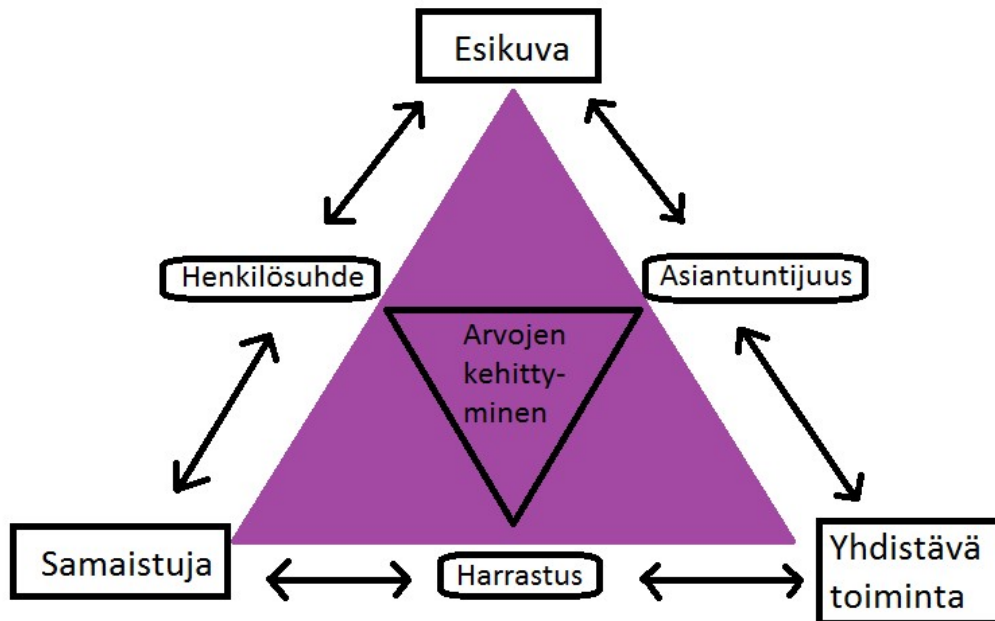 Esikuva
Henkilösuhde
Asiantuntijuus
Arvojen
kehitty-
minen
Samaistuja
Harrastus
Yhdistävä
toiminta